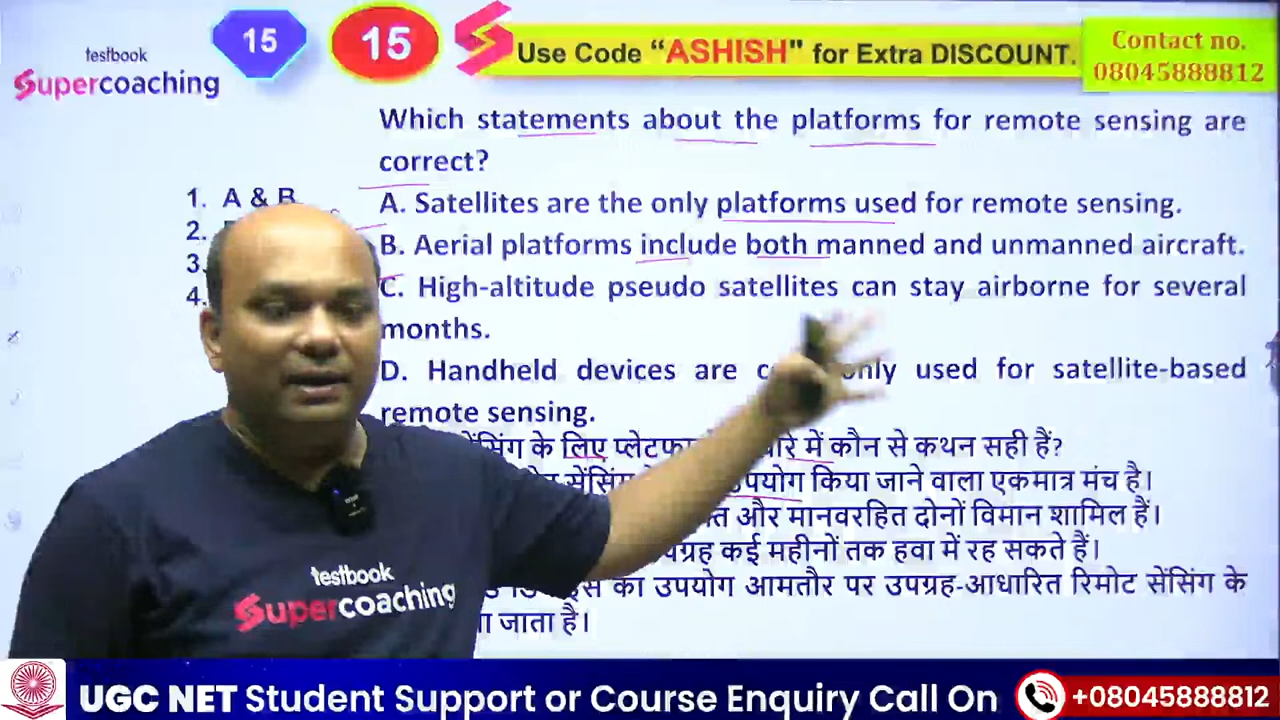 testbook
Supercoaching
15
15
Use Code “ASHISH" for Extra DISCOUNT.
Contact no.
08045888812
Which statements about the platforms for remote sensing are
correct?
1. A & B
2.
3.
4.
A. Satellites are the only platforms used for remote sensing.
B. Aerial platforms include both manned and unmanned aircraft.
C. High-altitude pseudo satellites can stay airborne for several
months.
D. Handheld devices are used for satellite-based
remote sensing.
के लिए में कौन से कथन सही हैं?
उपयोग किया जाने वाला एकमात्र मंच है।
और मानवरहित दोनों विमान शामिल हैं।
कई महीनों तक हवा में रह सकते हैं।
का उपयोग आमतौर पर उपग्रह-आधारित रिमोट सेंसिंग के
जाता है।
testbook
Supercoaching
UGC NET Student Support or Course Enquiry Call On
+08045888812